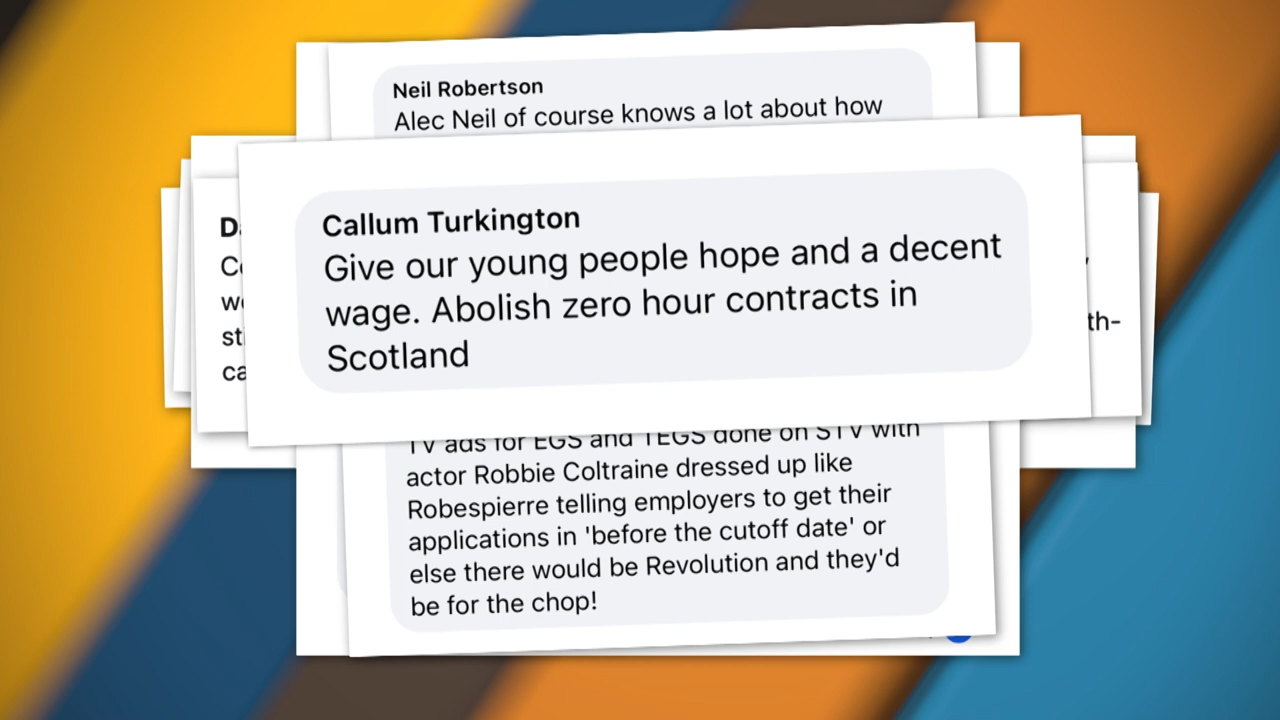 Neil Robertson
Alec Neil of course knows a lot about how
Callum Turkington
Give our young people hope and a decent
wage. Abolish zero hour contracts in
Scotland
th-
TV ads for EGS and TEGS done on STV with
actor Robbie Coltraine dressed up like
Robespierre telling employers to get their
applications in 'before the cutoff date' or
else there would be Revolution and they'd
be for the chop!